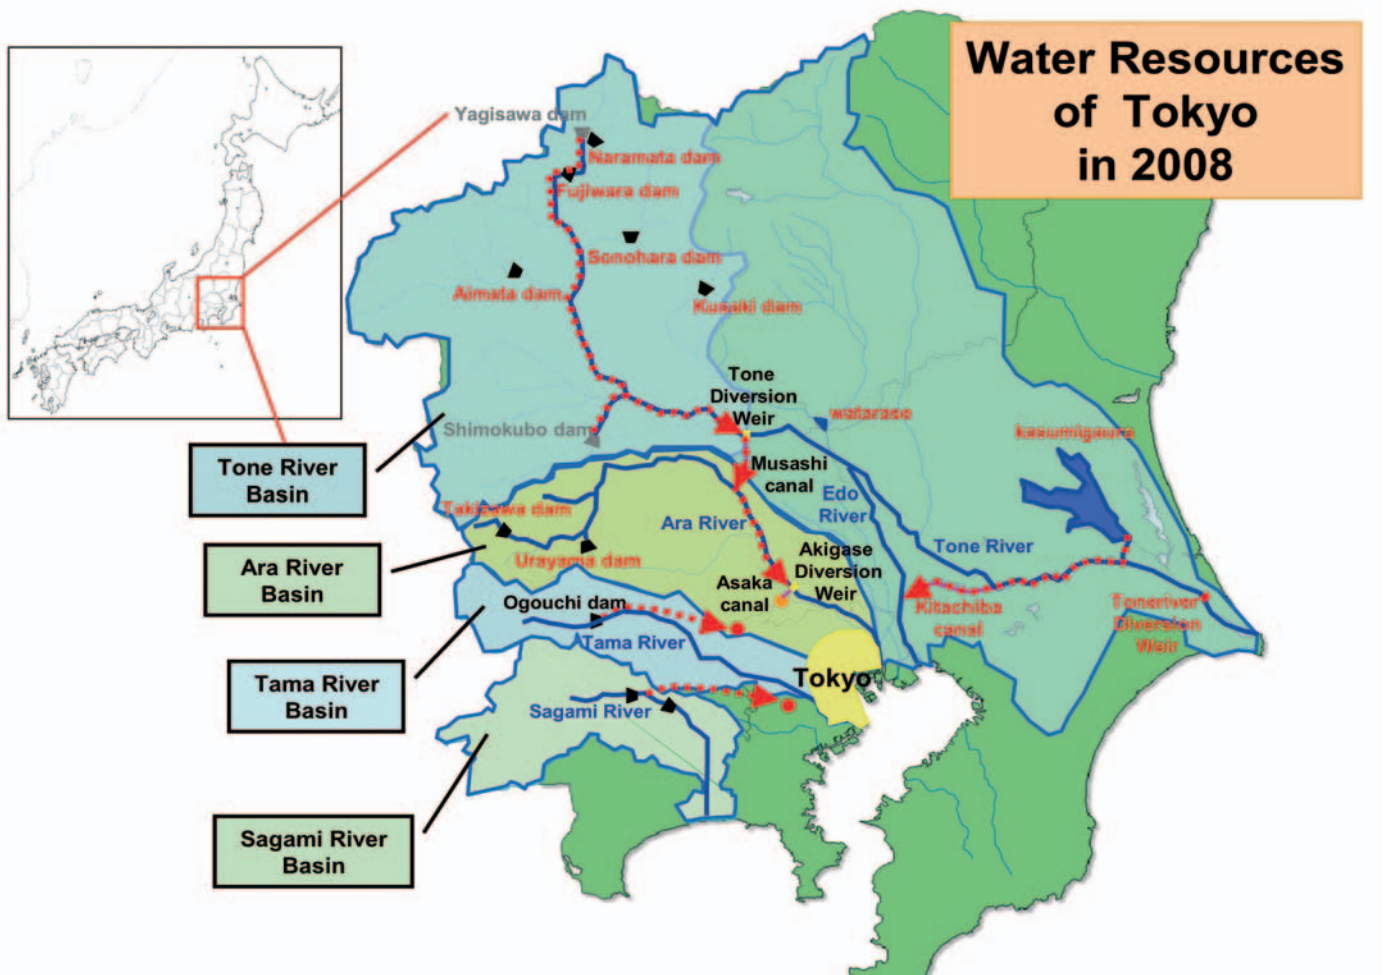 Water Resources
of Tokyo
in 2008
Yagisawa dam
Naramata dam
Fujiwara dam
Sonohara dam
Aimata dam
Kusaki dam
Tone
Diversion
Weir
watarase
Shimokubo dam
kasumigaura
Tone River
Basin
Musashi
canal
Edo
River
Takizawa dam
Ara River
Urayama dam
Tone River
Akigase
Diversion
Weir
Asaka
canal
Ara River
Basin
Ogouchi dam
Kitachiba
canal
Toneriver
Diversion
Weir
Tama River
Tokyo
Tama River
Basin
Sagami River
Sagami River
Basin